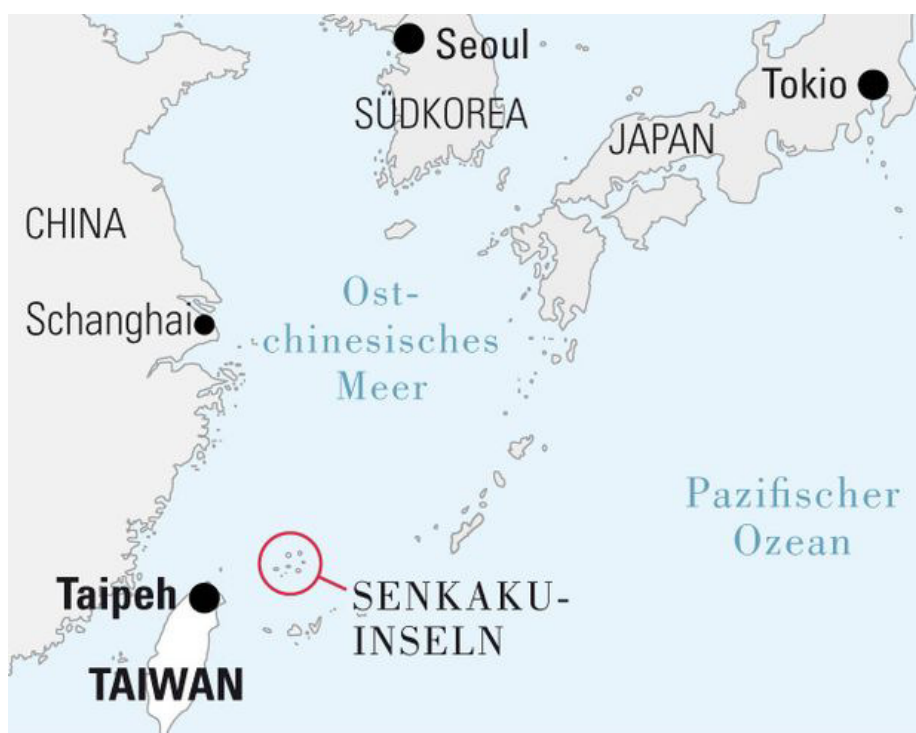 Seoul
SÜDKOREA
Tokio
JAPAN
CHINA
Schanghai
Ost-
chinesisches
Meer
Pazifischer
Ozean
Taipeh
TAIWAN
SENKAKU-
INSELN